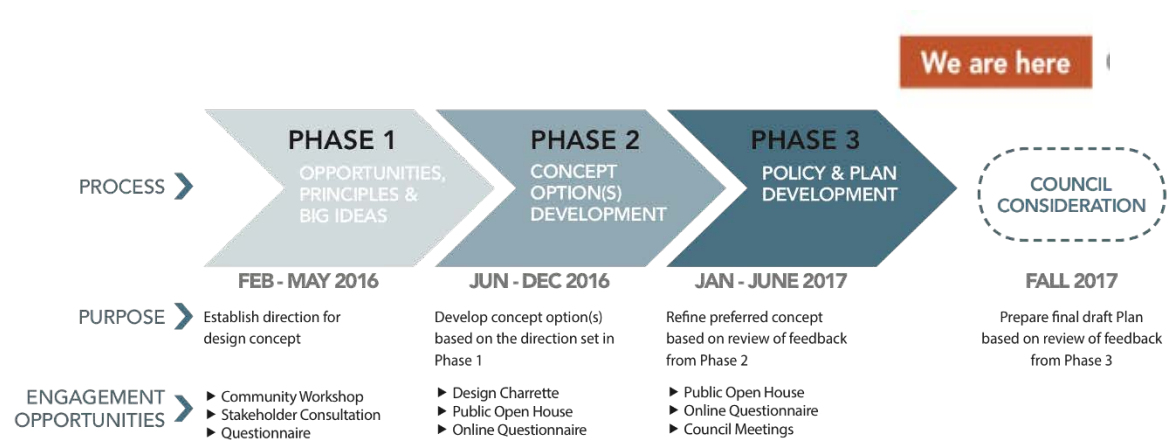 We are here
PHASE 1
OPPORTUNITIES,
PRINCIPLES &
BIG IDEAS
PHASE 2
CONCEPT
OPTION(S)
DEVELOPMENT
PHASE 3
POLICY & PLAN
DEVELOPMENT
PROCESS
COUNCIL
CONSIDERATION
FEB - MAY 2016
JUN - DEC 2016
JAN - JUNE 2017
FALL 2017
PURPOSE
Establish direction for
design concept
Develop concept option(s)
based on the direction set in
Phase 1
Refine preferred concept
based on review of feedback
from Phase 2
Prepare final draft Plan
based on review of feedback
from Phase 3
ENGAGEMENT
OPPORTUNITIES
▶ Community Workshop
▶ Stakeholder Consultation
▶ Questionnaire
▶ Design Charrette
▶ Public Open House
▶ Online Questionnaire
▶ Public Open House
▶ Online Questionnaire
▶ Council Meetings